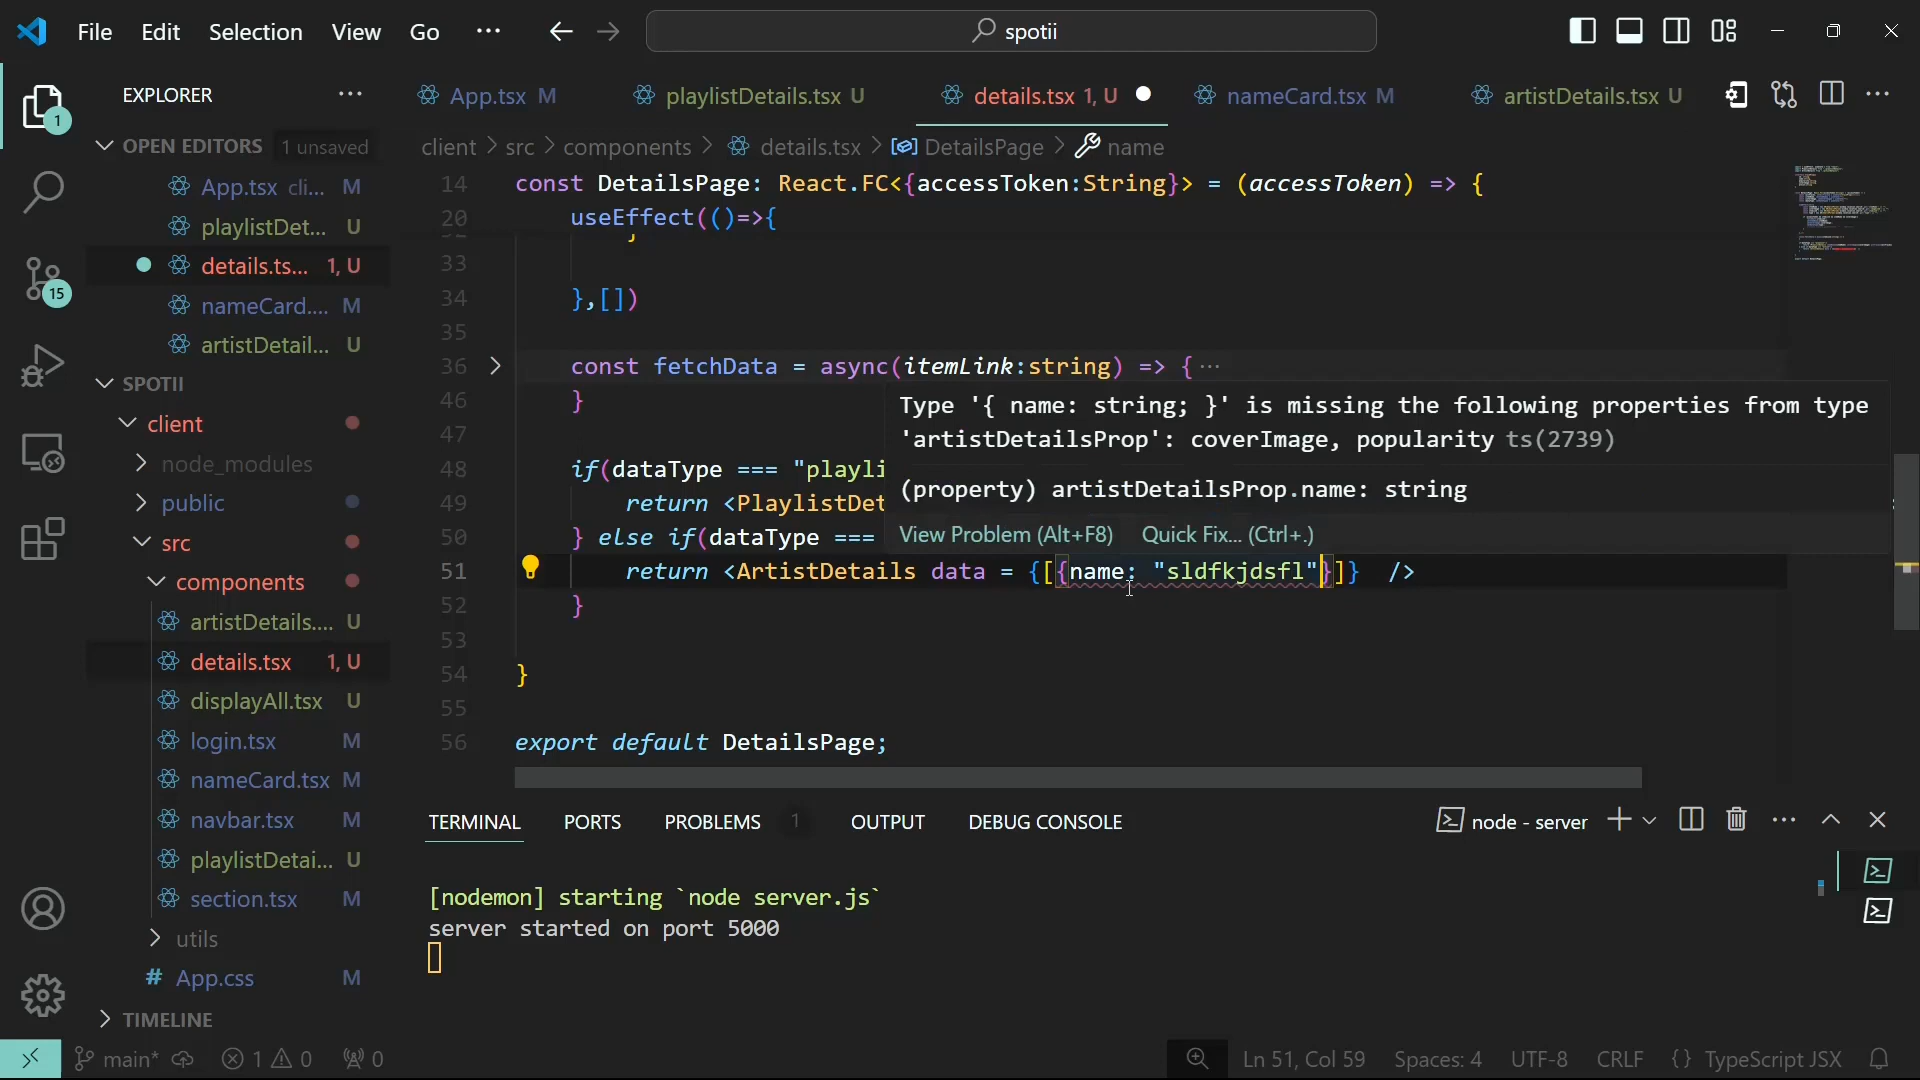 File Edit Selection View Go ··· spotii
EXPLORER ···
App.tsx M playlistDetails.tsx U details.tsx 1, U nameCard.tsx M artistDetails.tsx U ···
OPEN EDITORS 1 unsaved
client > src > components > details.tsx > DetailsPage > name
App.tsx cli... M
playlistDet... U
details.ts... 1, U
nameCard.... M
artistDetail... U
SPOTII
client
node_modules
public
src
components
artistDetails.... U
details.tsx 1, U
displayAll.tsx U
login.tsx M
nameCard.tsx M
navbar.tsx M
playlistDetai... U
section.tsx M
utils
# App.css M
TIMELINE
1
15
14 const DetailsPage: React.FC<{accessToken:String}> = (accessToken) => {
20 useEffect(()=>{
33
34 },[])
35
36 const fetchData = async(itemLink:string) => {···
46 }
47
48 if(dataType === "playli
49 return <PlaylistDet
50 } else if(dataType ===
51 return <ArtistDetails data = {[{name: "sldfkjdsfl"}]} />
52 }
53
54 }
55
56 export default DetailsPage;
Type '{ name: string; }' is missing the following properties from type
'artistDetailsProp': coverImage, popularity ts(2739)
(property) artistDetailsProp.name: string
View Problem (Alt+F8) Quick Fix... (Ctrl+.)
TERMINAL PORTS PROBLEMS 1 OUTPUT DEBUG CONSOLE node - server ···
[nodemon] starting `node server.js`
server started on port 5000
main* 1 0 0 Ln 51, Col 59 Spaces: 4 UTF-8 CRLF {} TypeScript JSX